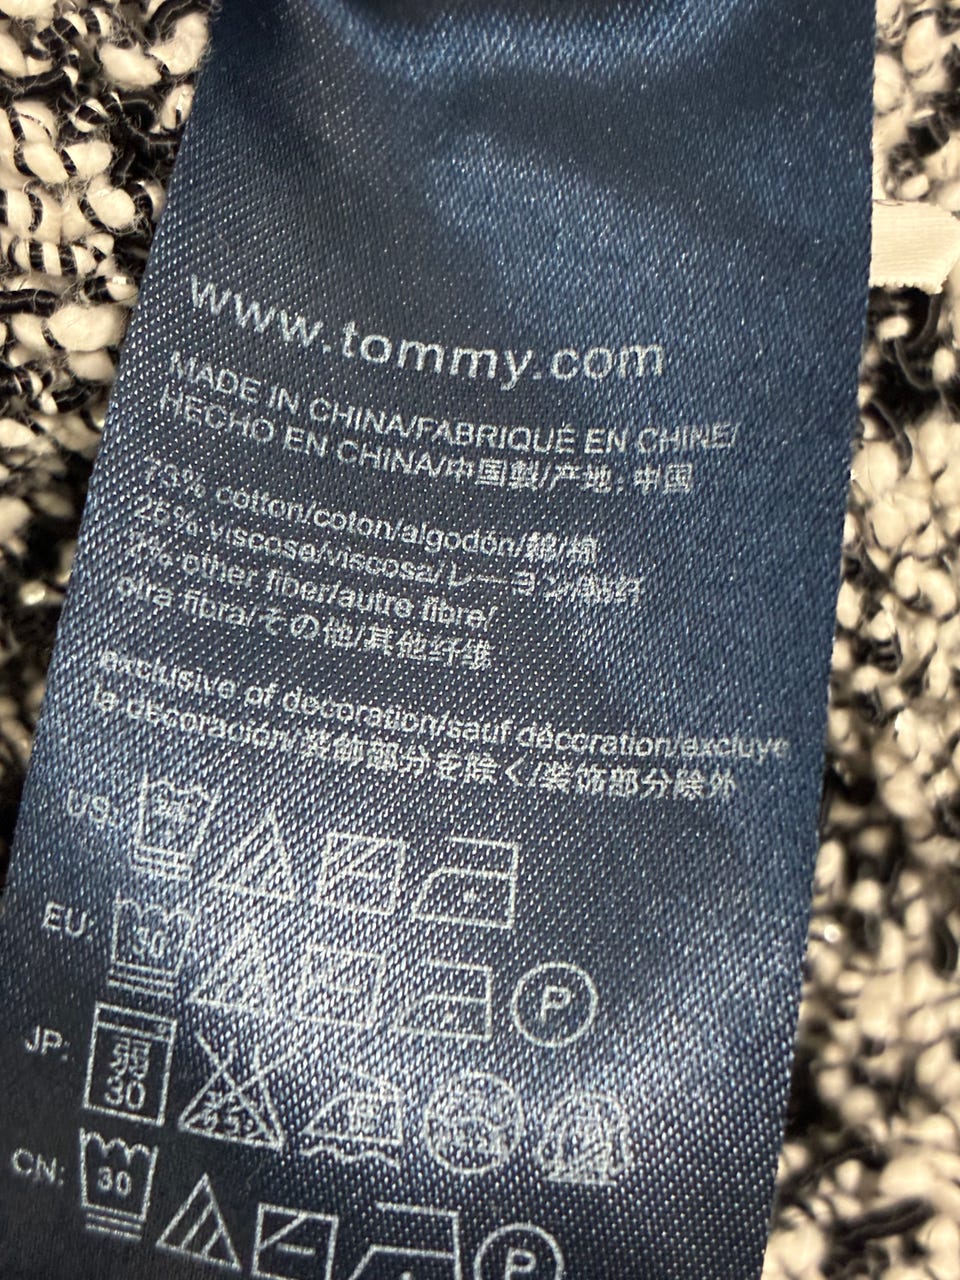 www.tommy.com
MADE IN CHINA/FABRIQUÉ EN CHINE/
HECHO EN CHINA/中国製/产地: 中国
cotton/coton/algodón/綿/棉
viscose/viscose/レーヨン/粘纤
other fiber/autre fibre/
otra fibra/その他/其他纤维
exclusive of decoration/sauf décoration/excluye
la decoración/装飾部分を除く/装饰部分除外
US:
EU: 30 P
JP: 30
CN: 30 P